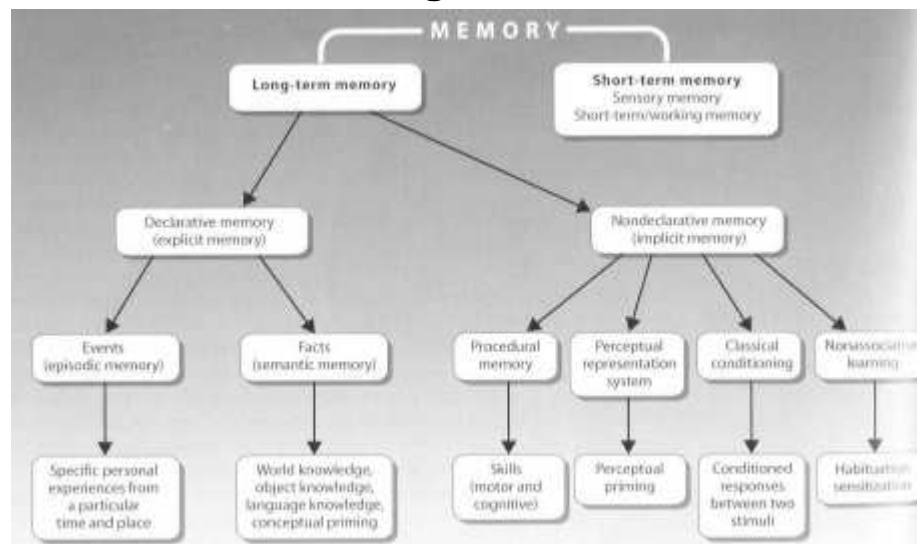 MEMORY
Long-term memory
Short-term memory
Sensory memory
Short-term/working memory
Declarative memory
(explicit memory)
Nondeclarative memory
(implicit memory)
Events
(episodic memory)
Facts
(semantic memory)
Procedural
memory
Perceptual
representation
system
Classical
conditioning
learning
Specific personal
experiences from
a particular
time and place
World knowledge,
object knowledge,
language knowledge,
conceptual priming
Skills
(motor and
cognitive)
Perceptual
priming
Conditioned
responses
between two
stimuli
sensitization